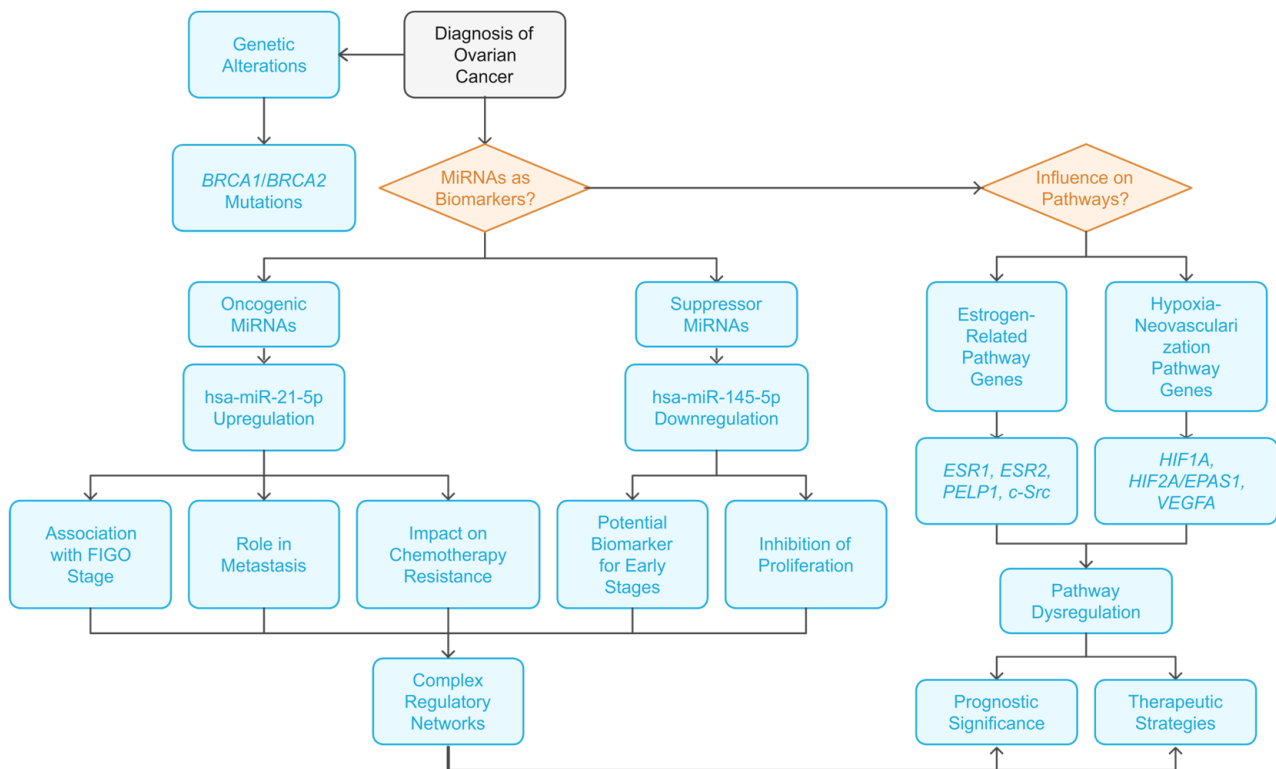 Genetic
Alterations
Diagnosis of
Ovarian
Cancer
BRCA1/BRCA2
Mutations
MiRNAs as
Biomarkers?
Influence on
Pathways?
Oncogenic
MiRNAs
Suppressor
MiRNAs
Estrogen-
Related
Pathway
Genes
Hypoxia-
Neovasculari
zation
Pathway
Genes
hsa-miR-21-5p
Upregulation
hsa-miR-145-5p
Downregulation
ESR1, ESR2,
PELP1, c-Src
HIF1A,
HIF2A/EPAS1,
VEGFA
Association
with FIGO
Stage
Role in
Metastasis
Impact on
Chemotherapy
Resistance
Potential
Biomarker
for Early
Stages
Inhibition of
Proliferation
Pathway
Dysregulation
Complex
Regulatory
Networks
Prognostic
Significance
Therapeutic
Strategies